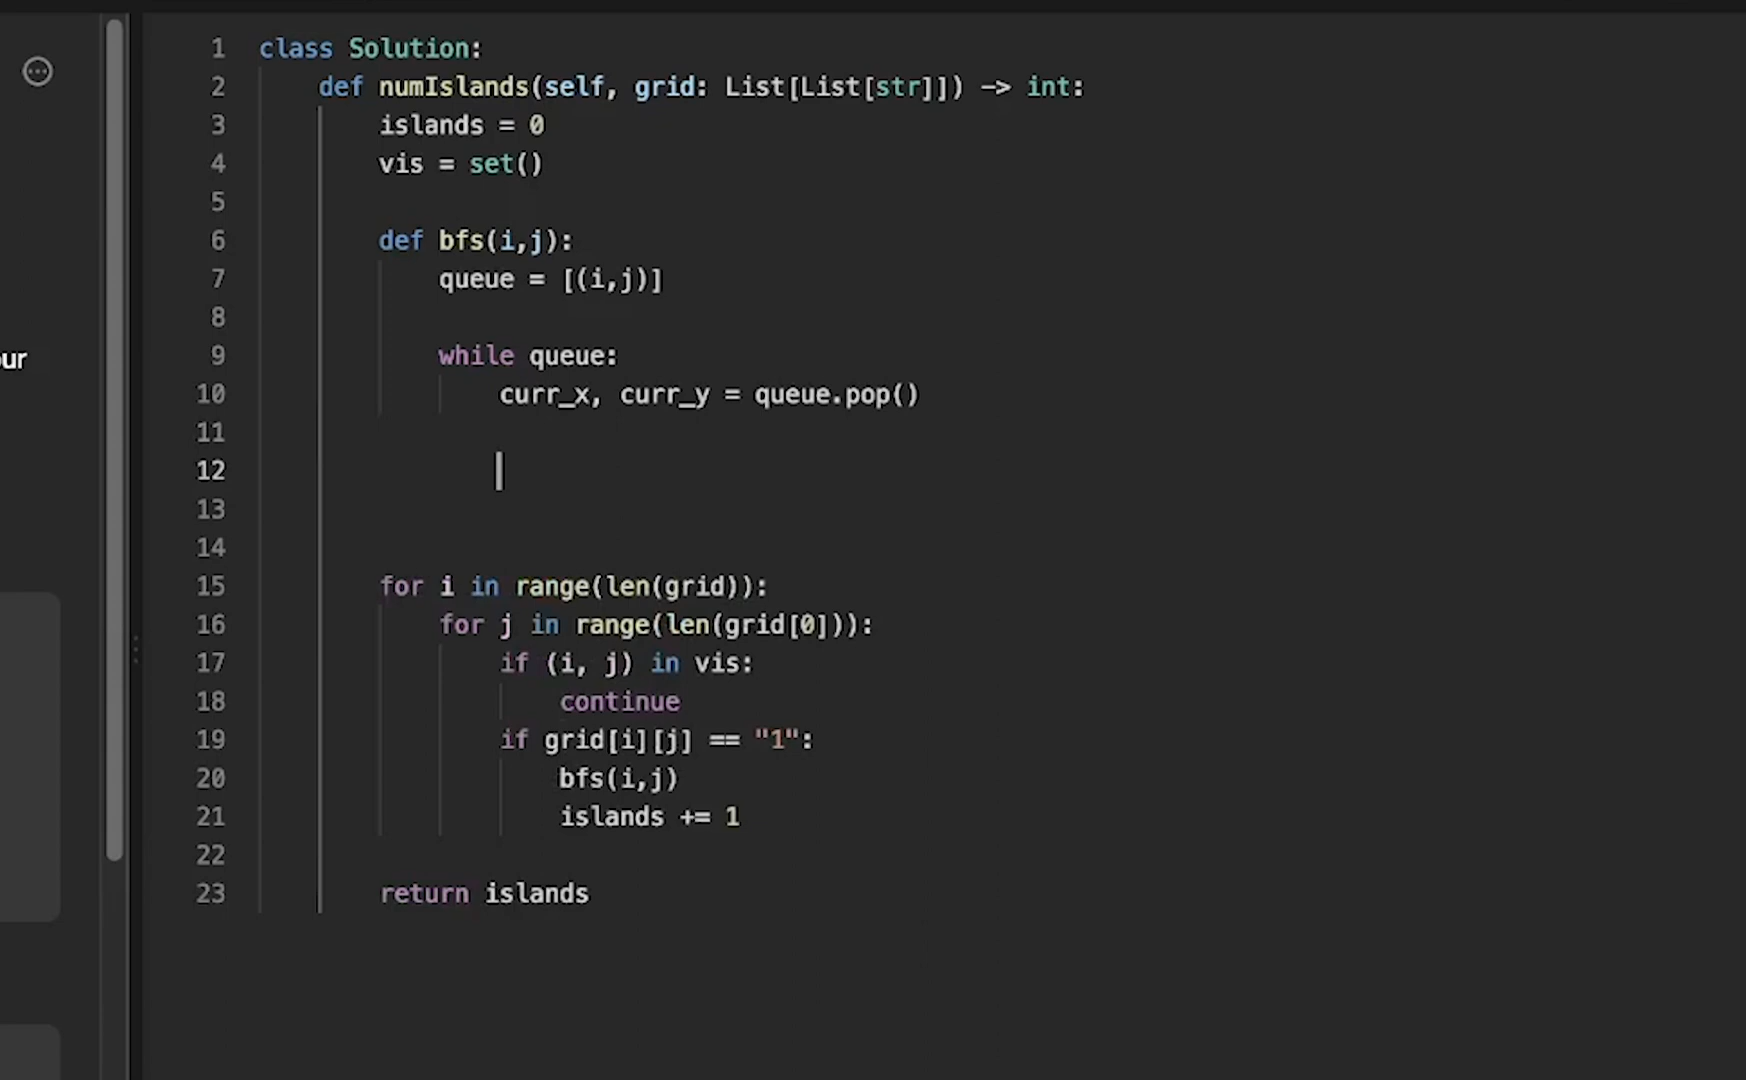 1 class Solution:
2 def numIslands(self, grid: List[List[str]]) -> int:
3 islands = 0
4 vis = set()
5
6 def bfs(i,j):
7 queue = [(i,j)]
8
9 while queue:
our
10 curr_x, curr_y = queue.pop()
11
12
13
14
15 for i in range(len(grid)):
16 for j in range(len(grid[0])):
17 if (i, j) in vis:
18 continue
19 if grid[i][j] == "1":
20 bfs(i,j)
21 islands += 1
22
23 return islands